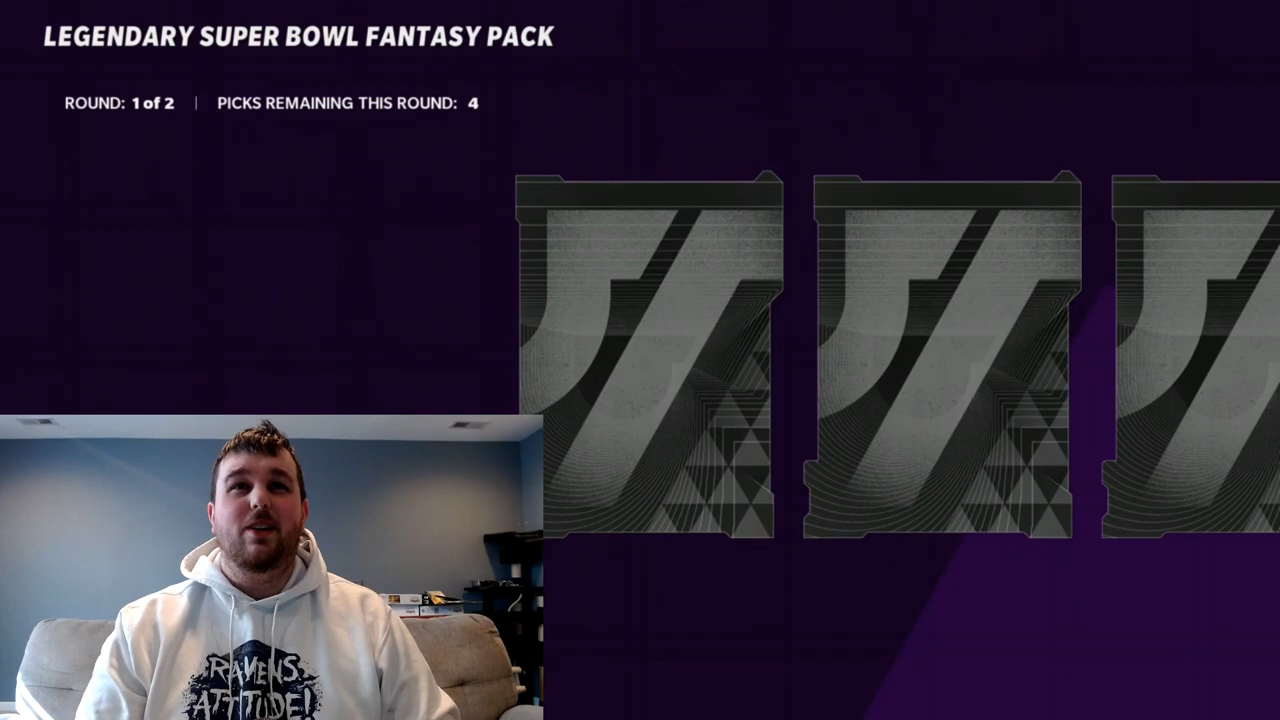 LEGENDARY SUPER BOWL FANTASY PACK
ROUND: 1 of 2 | PICKS REMAINING THIS ROUND: 4
RAVENS
ATTITUDE!